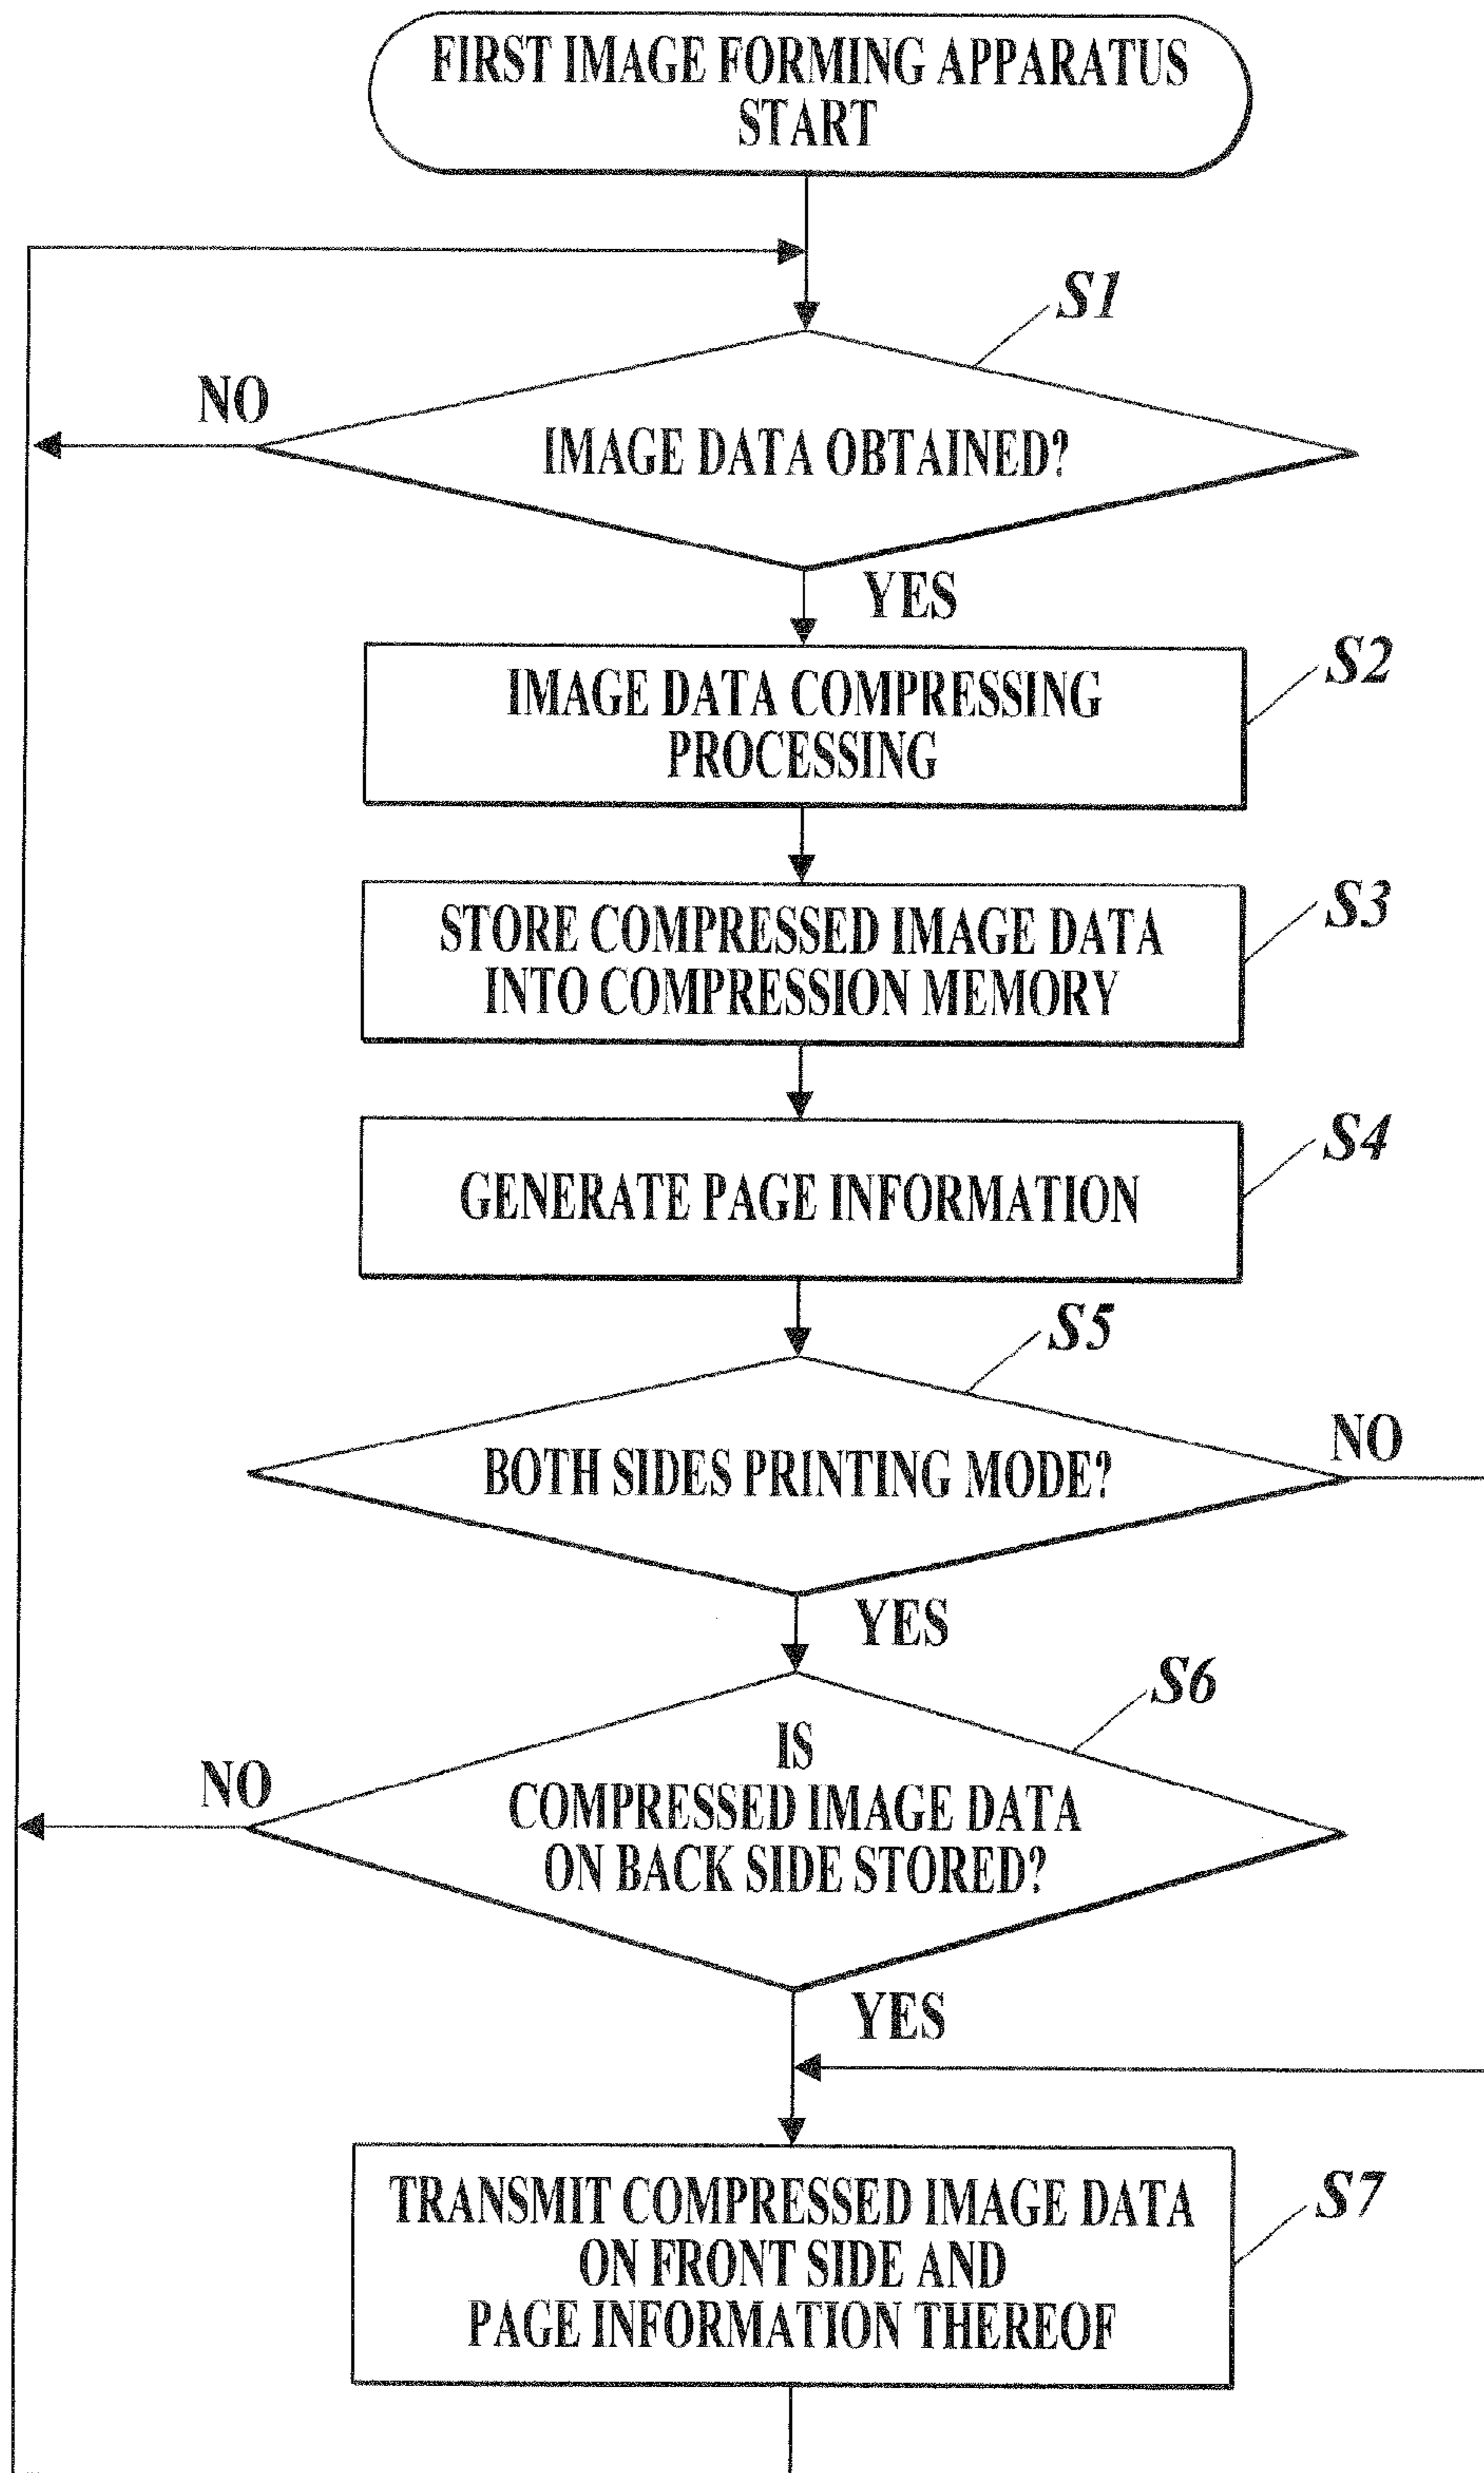 FIRST IMAGE FORMING APPARATUS
START
S1
NO
IMAGE DATA OBTAINED?
YES
S2
IMAGE DATA COMPRESSING
PROCESSING
S3
STORE COMPRESSED IMAGE DATA
INTO COMPRESSION MEMORY
S4
GENERATE PAGE INFORMATION
S5
NO
BOTH SIDES PRINTING MODE?
YES
S6
IS
NO
COMPRESSED IMAGE DATA
ON BACK SIDE STORED?
YES
S7
TRANSMIT COMPRESSED IMAGE DATA
ON FRONT SIDE AND
PAGE INFORMATION THEREOF